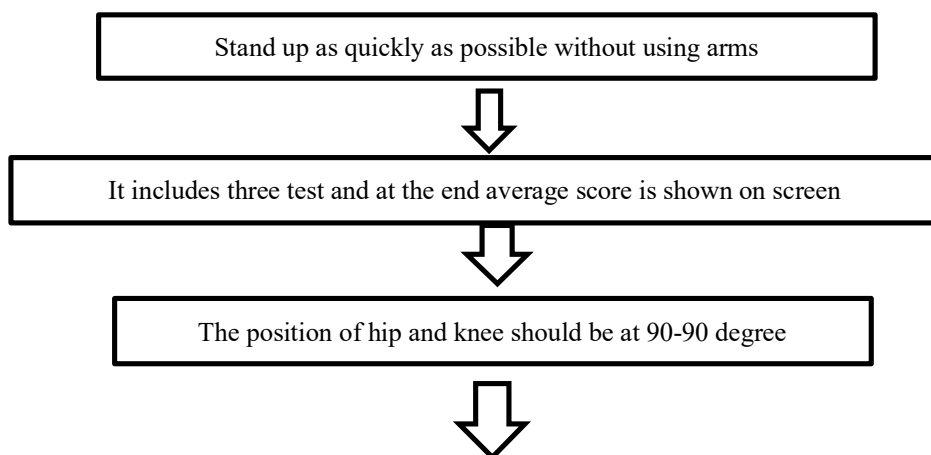 Stand up as quickly as possible without using arms
It includes three test and at the end average score is shown on screen
The position of hip and knee should be at 90-90 degree